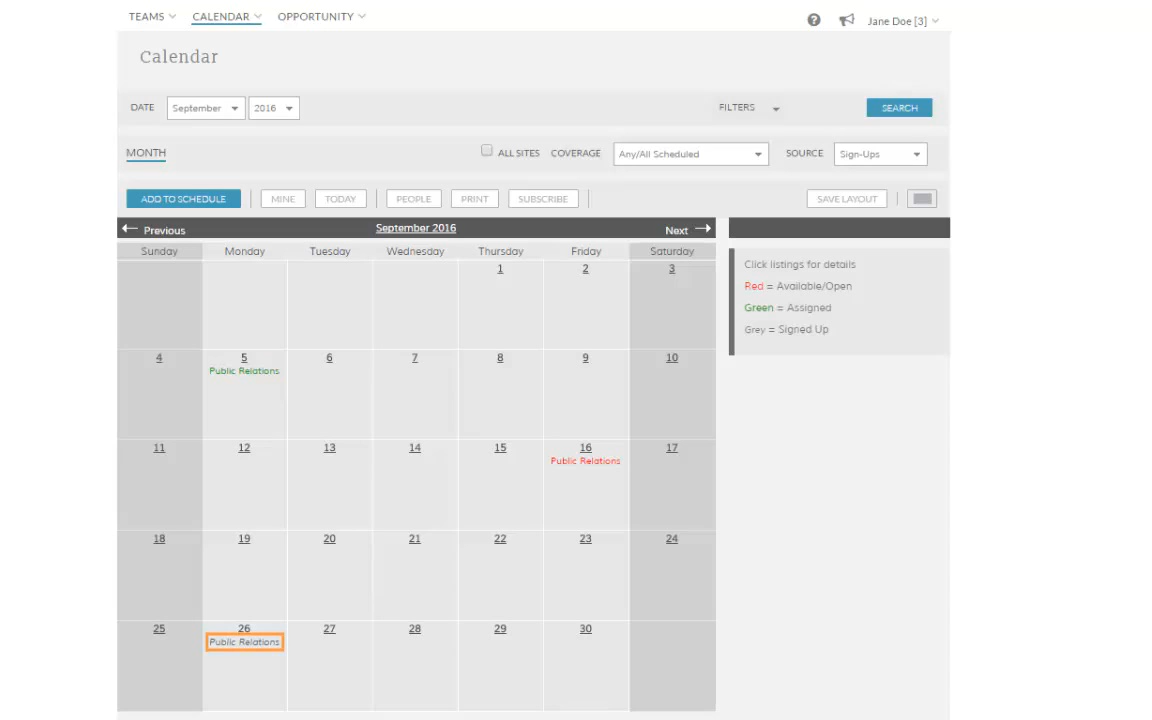 TEAMS CALENDAR OPPORTUNITY Jane Doe [3]
Calendar
DATE September 2016 FILTERS SEARCH
MONTH ALL SITES COVERAGE Any/All Scheduled SOURCE Sign-Ups
ADD TO SCHEDULE MINE TODAY PEOPLE PRINT SUBSCRIBE SAVE LAYOUT
Previous September 2016 Next
Sunday Monday Tuesday Wednesday Thursday Friday Saturday
1 2 3
4 5 6 7 8 9 10
Public Relations
11 12 13 14 15 16 17
Public Relations
18 19 20 21 22 23 24
25 26 27 28 29 30
Public Relations
Click listings for details
Red = Available/Open
Green = Assigned
Grey = Signed Up